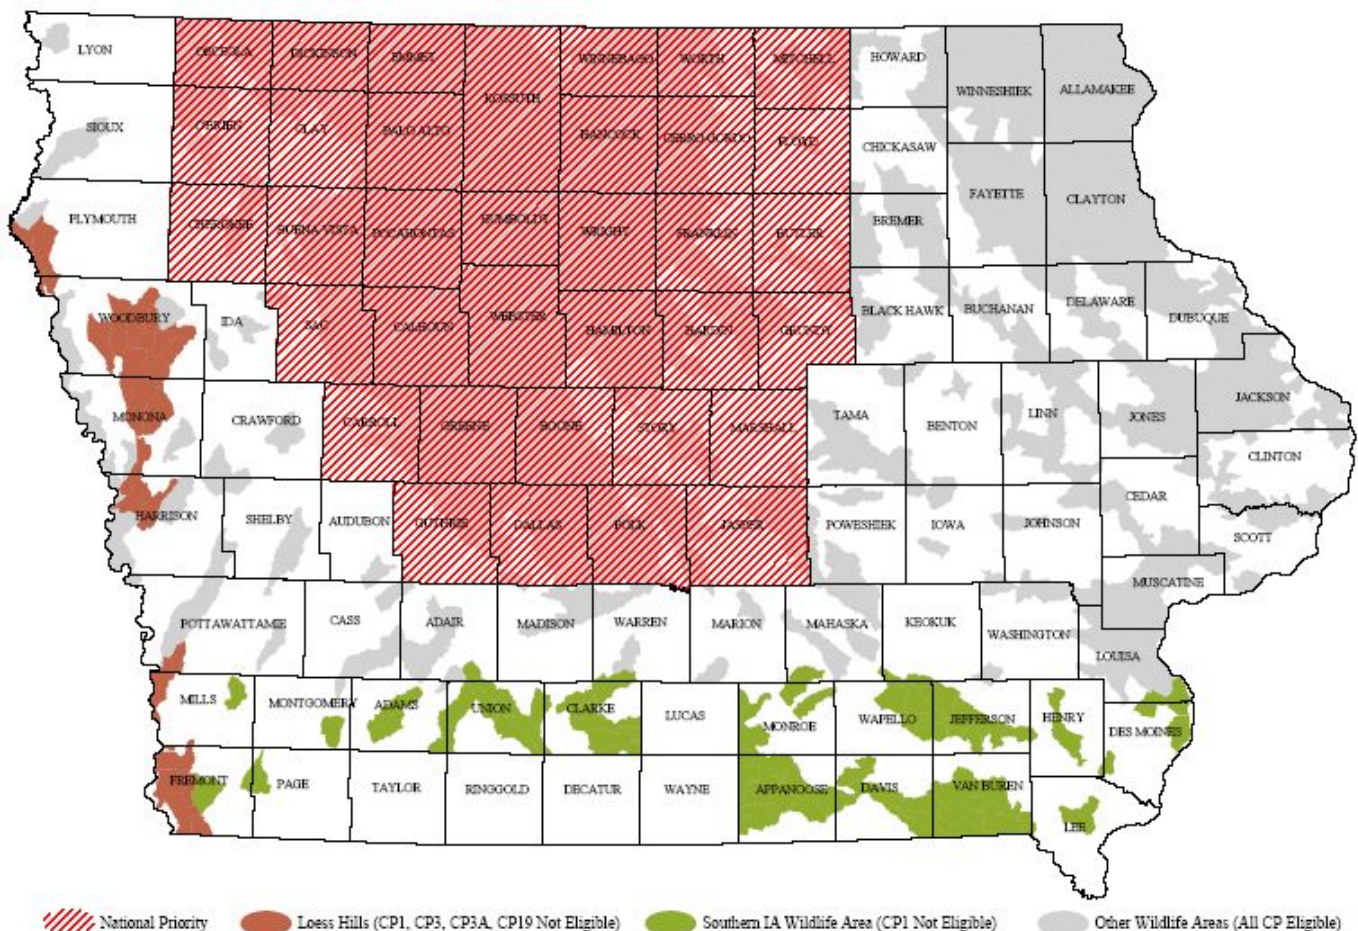 LYON OSCEOLA DICKINSON EMMET WINNEBAGO WORTH MITCHELL HOWARD
KOSSUTH WINNESHIEK ALLAMAKEE
SIOUX O'BRIEN CLAY PALO ALTO HANCOCK CERRO GORDO FLOYD CHICKASAW
FAYETTE CLAYTON
PLYMOUTH CHEROKEE BUENA VISTA POCAHONTAS HUMBOLDT WRIGHT FRANKLIN BUTLER BREMER
WOODBURY IDA SAC CALHOUN WEBSTER HAMILTON HARDIN GRUNDY BLACK HAWK BUCHANAN DELAWARE DUBUQUE
MONONA CRAWFORD CARROLL GREENE BOONE STORY MARSHALL TAMA BENTON LINN JONES JACKSON
CLINTON
HARRISON SHELBY AUDUBON GUTHRIE DALLAS POLK JASPER POWESHIEK IOWA JOHNSON CEDAR
SCOTT
MUSCATINE
POTTAWATTAMIE CASS ADAIR MADISON WARREN MARION MAHASKA KEOKUK WASHINGTON
LOUISA
MILLS MONTGOMERY ADAMS UNION CLARKE LUCAS MONROE WAPELLO JEFFERSON HENRY DES MOINES
FREMONT PAGE TAYLOR RINGGOLD DECATUR WAYNE APPANOOSE DAVIS VAN BUREN
LEE
National Priority Loess Hills (CP1, CP3, CP3A, CP19 Not Eligible) Southern IA Wildlife Area (CP1 Not Eligible) Other Wildlife Areas (All CP Eligible)